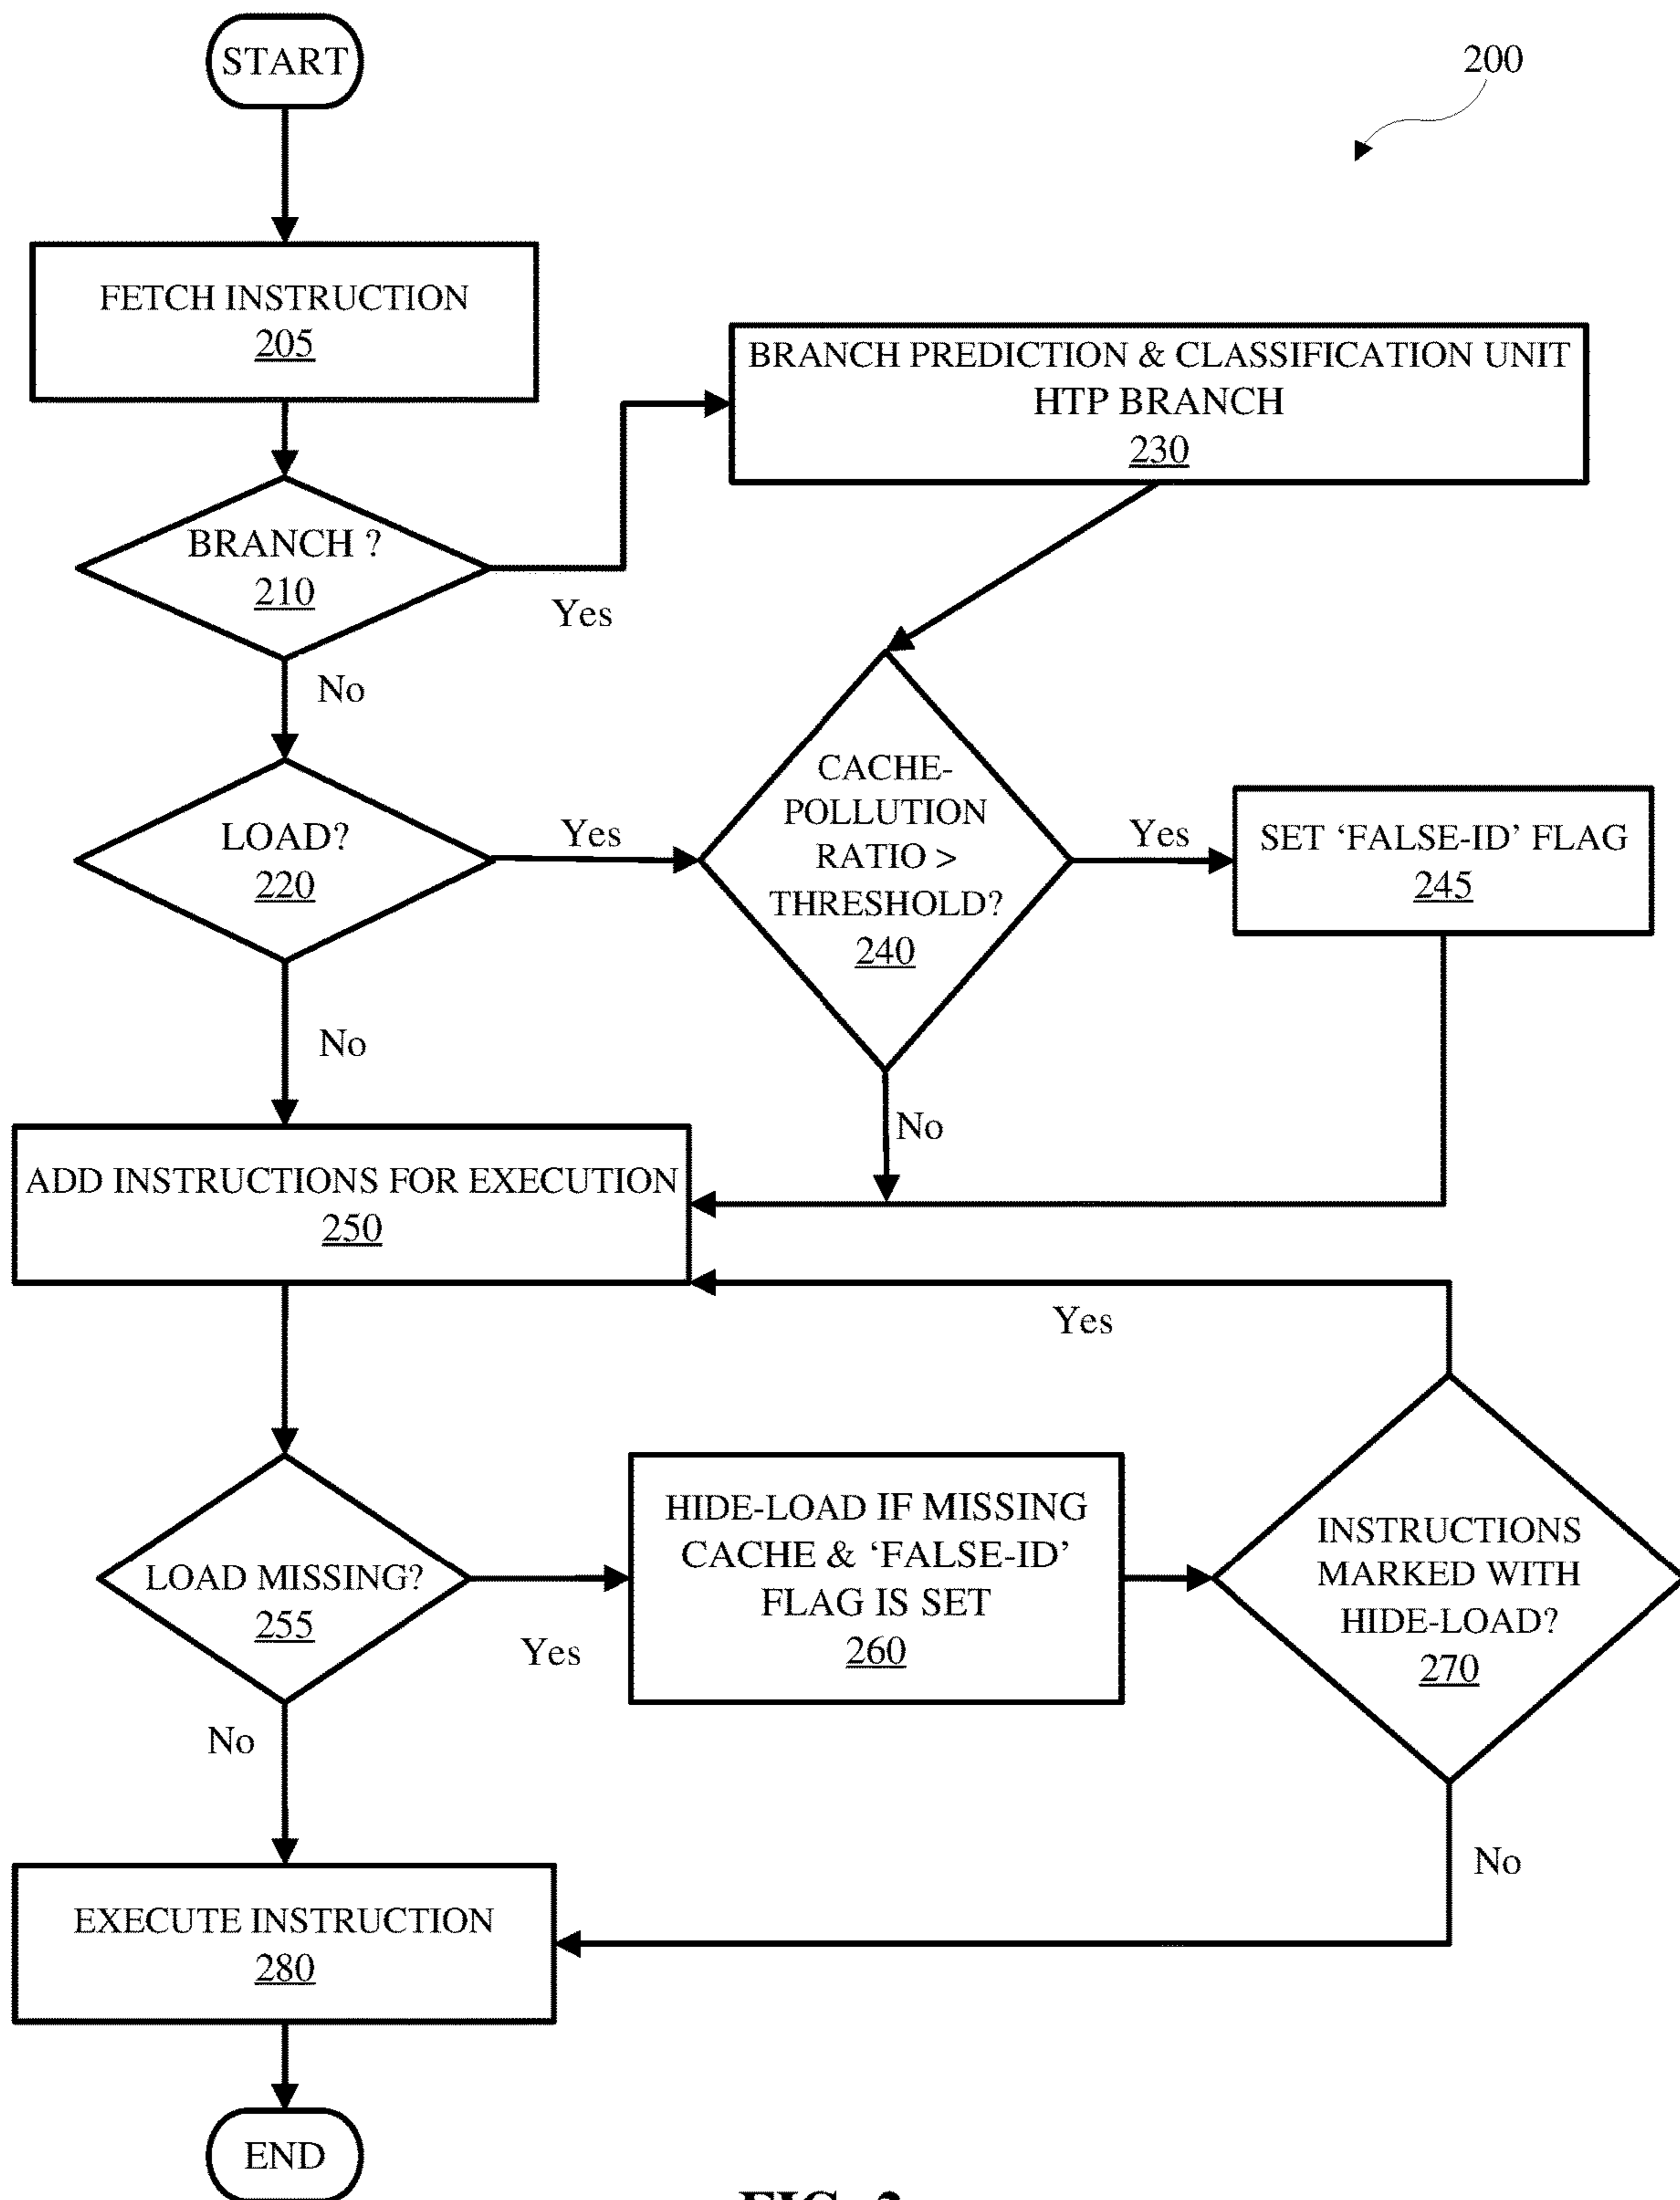 START
200
FETCH INSTRUCTION
205
BRANCH PREDICTION & CLASSIFICATION UNIT
HTP BRANCH
230
BRANCH ?
210
Yes
No
LOAD?
220
Yes
CACHE-
POLLUTION
RATIO >
THRESHOLD?
240
Yes
SET ‘FALSE-ID’ FLAG
245
No
No
ADD INSTRUCTIONS FOR EXECUTION
250
Yes
LOAD MISSING?
255
Yes
HIDE-LOAD IF MISSING
CACHE & ‘FALSE-ID’
FLAG IS SET
260
INSTRUCTIONS
MARKED WITH
HIDE-LOAD?
270
No
No
EXECUTE INSTRUCTION
280
END